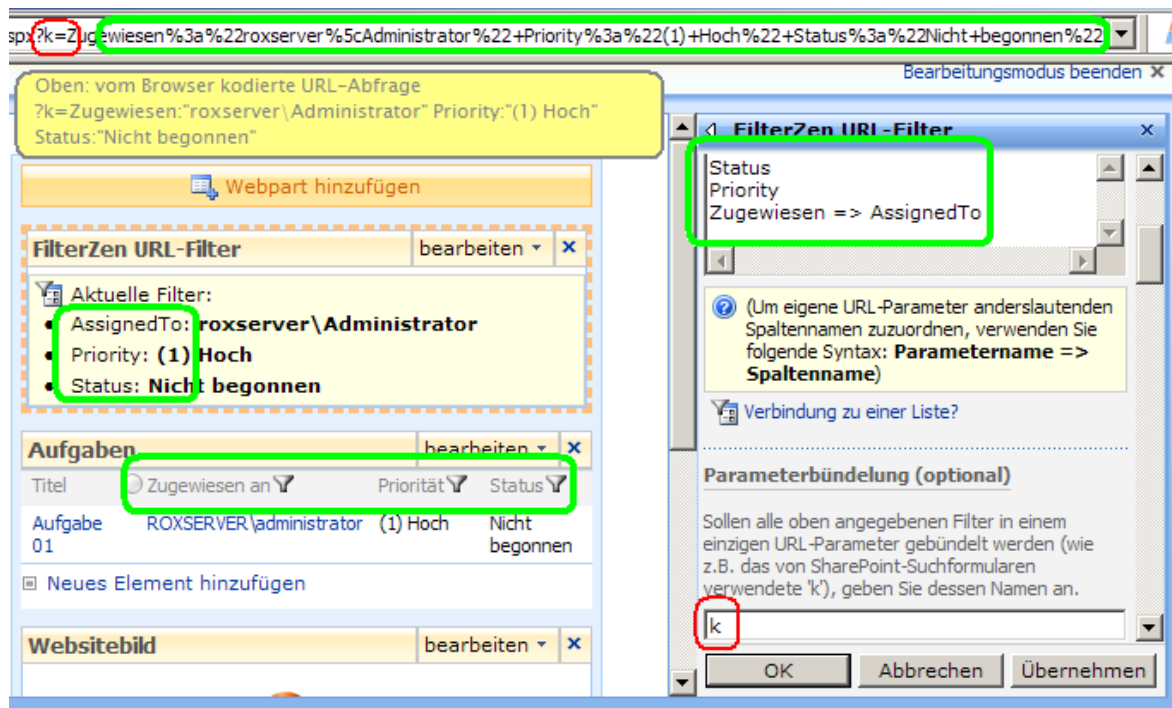 spx?k=Zugewiesen%3a%22roxserver%5cAdministrator%22+Priority%3a%22(1)+Hoch%22+Status%3a%22Nicht+begonnen%22
Bearbeitungsmodus beenden
Oben: vom Browser kodierte URL-Abfrage
?k=Zugewiesen:"roxserver\Administrator" Priority:"(1) Hoch"
Status:"Nicht begonnen"
Webpart hinzufügen
FilterZen URL-Filter
bearbeiten
Aktuelle Filter:
AssignedTo: roxserver\Administrator
Priority: (1) Hoch
Status: Nicht begonnen
Aufgaben
bearbeiten
Titel Zugewiesen an Priorität Status
Aufgabe ROXSERVER\administrator (1) Hoch Nicht
01 begonnen
Neues Element hinzufügen
Websitebild
bearbeiten
FilterZen URL-Filter
Status
Priority
Zugewiesen => AssignedTo
(Um eigene URL-Parameter anderslautenden
Spaltennamen zuzuordnen, verwenden Sie
folgende Syntax: Parametername =>
Spaltenname)
Verbindung zu einer Liste?
Parameterbündelung (optional)
Sollen alle oben angegebenen Filter in einem
einzigen URL-Parameter gebündelt werden (wie
z.B. das von SharePoint-Suchformularen
verwendete 'k'), geben Sie dessen Namen an.
k
OK
Abbrechen
Übernehmen